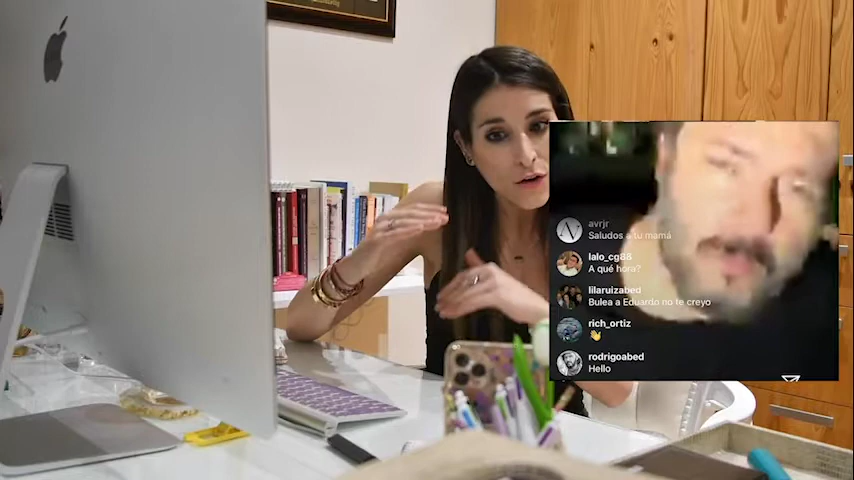 avrjr
Saludos a tu mamá
lalo_cg88
A qué hora?
lilaruizabed
Bulea a Eduardo no te creyo
rich_ortiz
👋
rodrigoabed
Hello